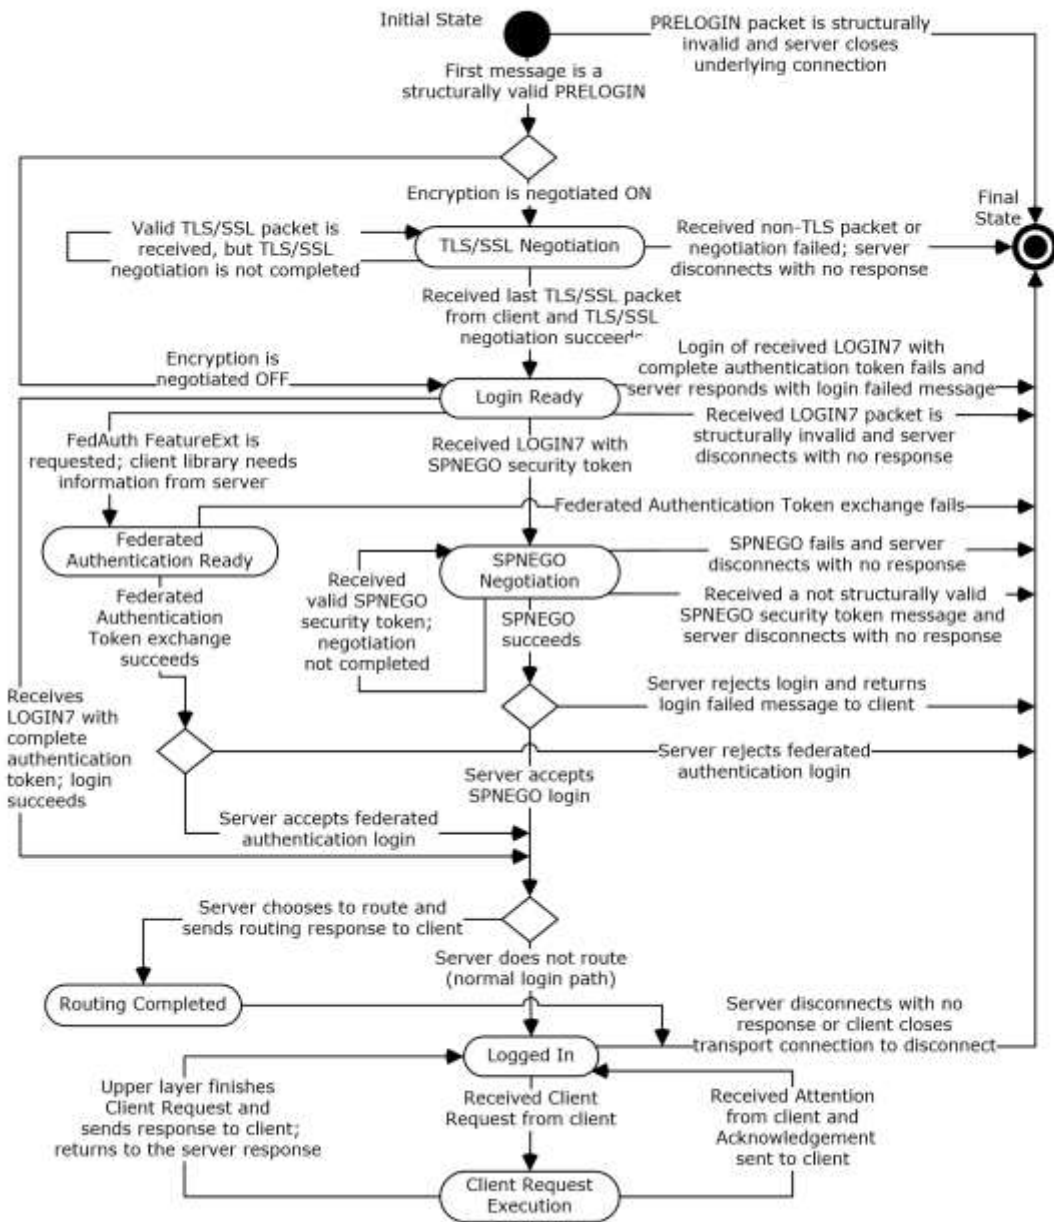 Initial State
PRELOGIN packet is structurally
invalid and server closes
underlying connection
First message is a
structurally valid PRELOGIN
Encryption is negotiated ON
Final
State
Valid TLS/SSL packet is
received, but TLS/SSL
negotiation is not completed
TLS/SSL Negotiation
Received non-TLS packet or
negotiation failed; server
disconnects with no response
Received last TLS/SSL packet
from client and TLS/SSL
negotiation succeeds
Encryption is
negotiated OFF
Login of received LOGIN7 with
complete authentication token fails and
server responds with login failed message
Login Ready
Received LOGIN7 packet is
structurally invalid and server
disconnects with no response
FedAuth FeatureExt is
requested; client library needs
information from server
Received LOGIN7 with
SPNEGO security token
Federated Authentication Token exchange fails
Federated
Authentication Ready
SPNEGO
Negotiation
SPNEGO fails and server
disconnects with no response
Received
valid SPNEGO
security token;
negotiation
not completed
Received a not structurally valid
SPNEGO security token message and
server disconnects with no response
Federated
Authentication
Token exchange
succeeds
SPNEGO
succeeds
Server rejects login and returns
login failed message to client
Receives
LOGIN7 with
complete
authentication
token; login
succeeds
Server rejects federated
authentication login
Server accepts
SPNEGO login
Server accepts federated
authentication login
Server chooses to route and
sends routing response to client
Server does not route
(normal login path)
Routing Completed
Server disconnects with no
response or client closes
transport connection to disconnect
Logged In
Upper layer finishes
Client Request and
sends response to client;
returns to the server response
Received Client
Request from client
Received Attention
from client and
Acknowledgement
sent to client
Client Request
Execution